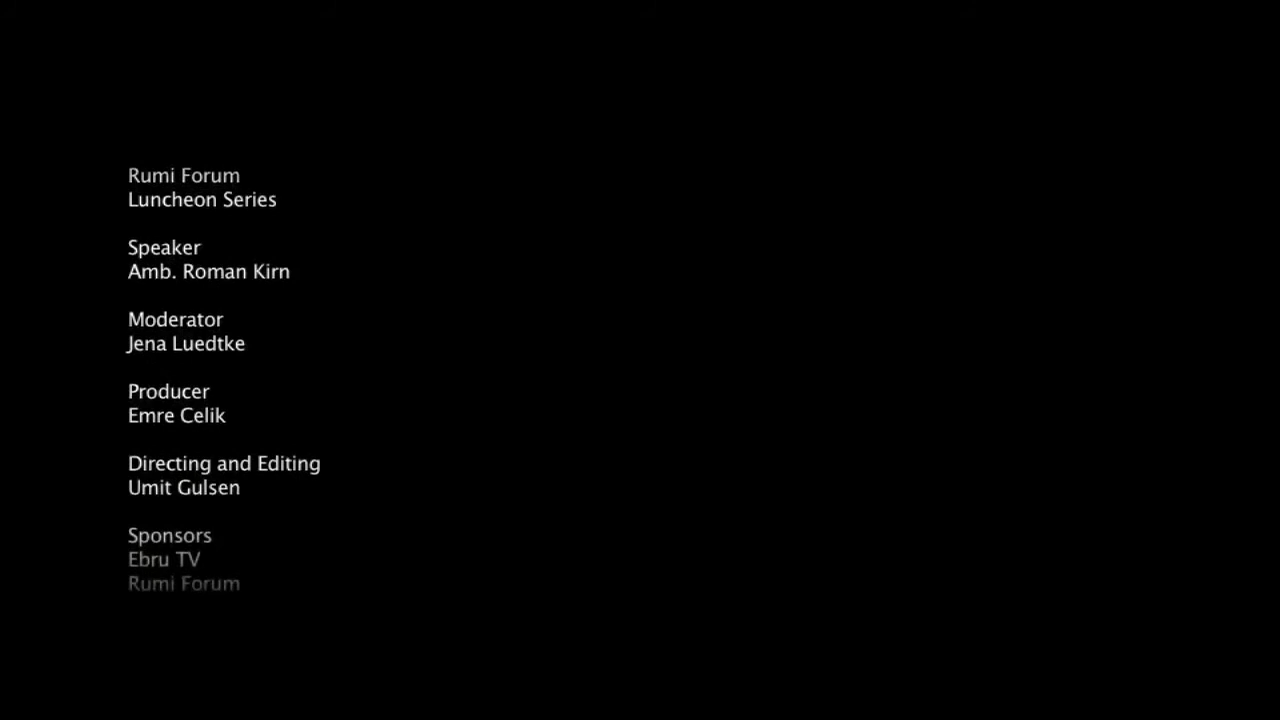 Rumi Forum
Luncheon Series
Speaker
Amb. Roman Kirn
Moderator
Jena Luedtke
Producer
Emre Celik
Directing and Editing
Umit Gulsen
Sponsors
Ebru TV
Rumi Forum